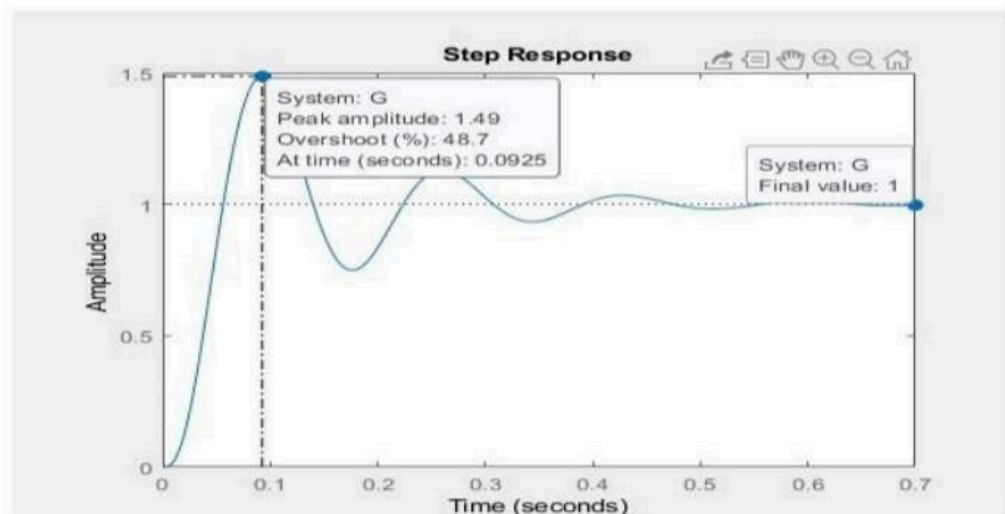 Step Response
1.5
System: G
Peak amplitude: 1.49
Overshoot (%): 48.7
At time (seconds): 0.0925
System: G
Final value: 1
1
Amplitude
0.5
0
0 0.1 0.2 0.3 0.4 0.5 0.6 0.7
Time (seconds)